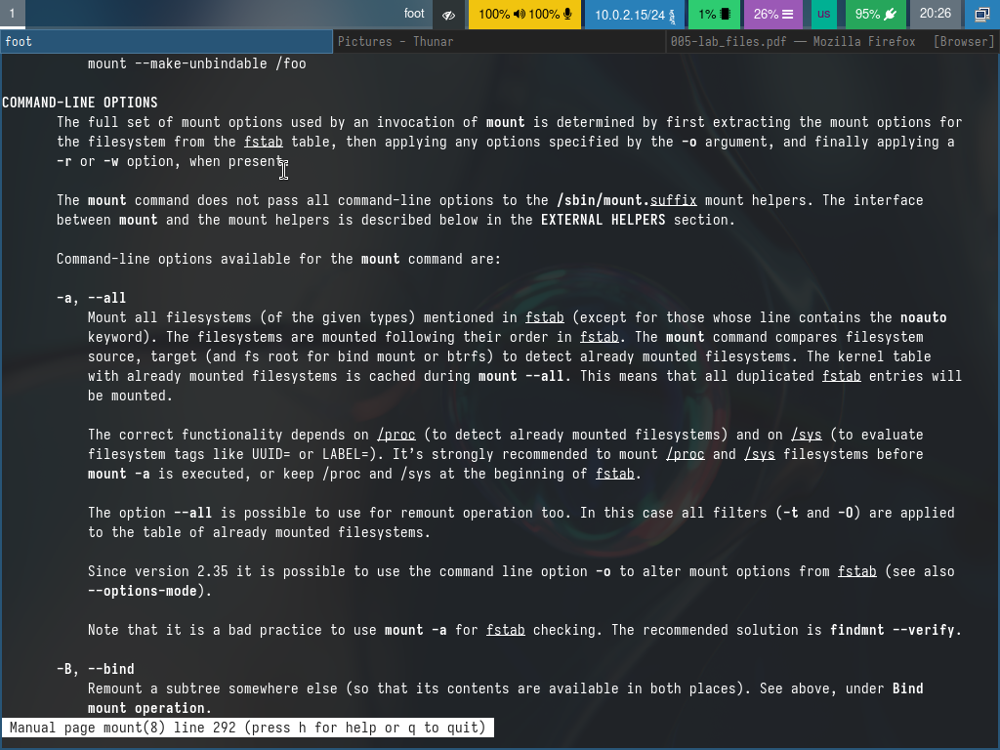 1 foot 100% 100% 10.0.2.15/24 1% 26% us 95% 20:26
foot Pictures - Thunar 005-lab_files.pdf — Mozilla Firefox [Browser]
mount --make-unbindable /foo
COMMAND-LINE OPTIONS
The full set of mount options used by an invocation of mount is determined by first extracting the mount options for
the filesystem from the fstab table, then applying any options specified by the -o argument, and finally applying a
-r or -w option, when present.
The mount command does not pass all command-line options to the /sbin/mount.suffix mount helpers. The interface
between mount and the mount helpers is described below in the EXTERNAL HELPERS section.
Command-line options available for the mount command are:
-a, --all
Mount all filesystems (of the given types) mentioned in fstab (except for those whose line contains the noauto
keyword). The filesystems are mounted following their order in fstab. The mount command compares filesystem
source, target (and fs root for bind mount or btrfs) to detect already mounted filesystems. The kernel table
with already mounted filesystems is cached during mount --all. This means that all duplicated fstab entries will
be mounted.
The correct functionality depends on /proc (to detect already mounted filesystems) and on /sys (to evaluate
filesystem tags like UUID= or LABEL=). It’s strongly recommended to mount /proc and /sys filesystems before
mount -a is executed, or keep /proc and /sys at the beginning of fstab.
The option --all is possible to use for remount operation too. In this case all filters (-t and -O) are applied
to the table of already mounted filesystems.
Since version 2.35 it is possible to use the command line option -o to alter mount options from fstab (see also
--options-mode).
Note that it is a bad practice to use mount -a for fstab checking. The recommended solution is findmnt --verify.
-B, --bind
Remount a subtree somewhere else (so that its contents are available in both places). See above, under Bind
mount operation.
Manual page mount(8) line 292 (press h for help or q to quit)